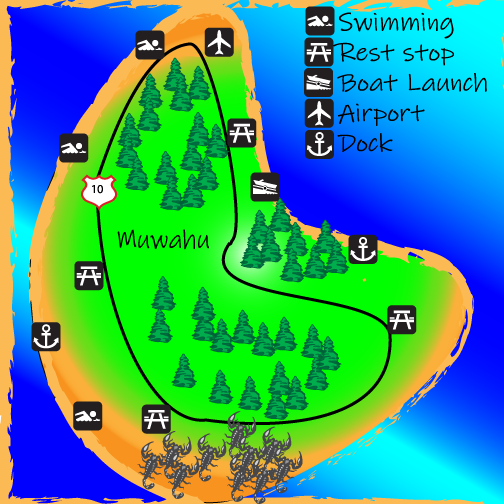 Swimming
Rest stop
Boat Launch
Airport
Dock
10
Muwahu